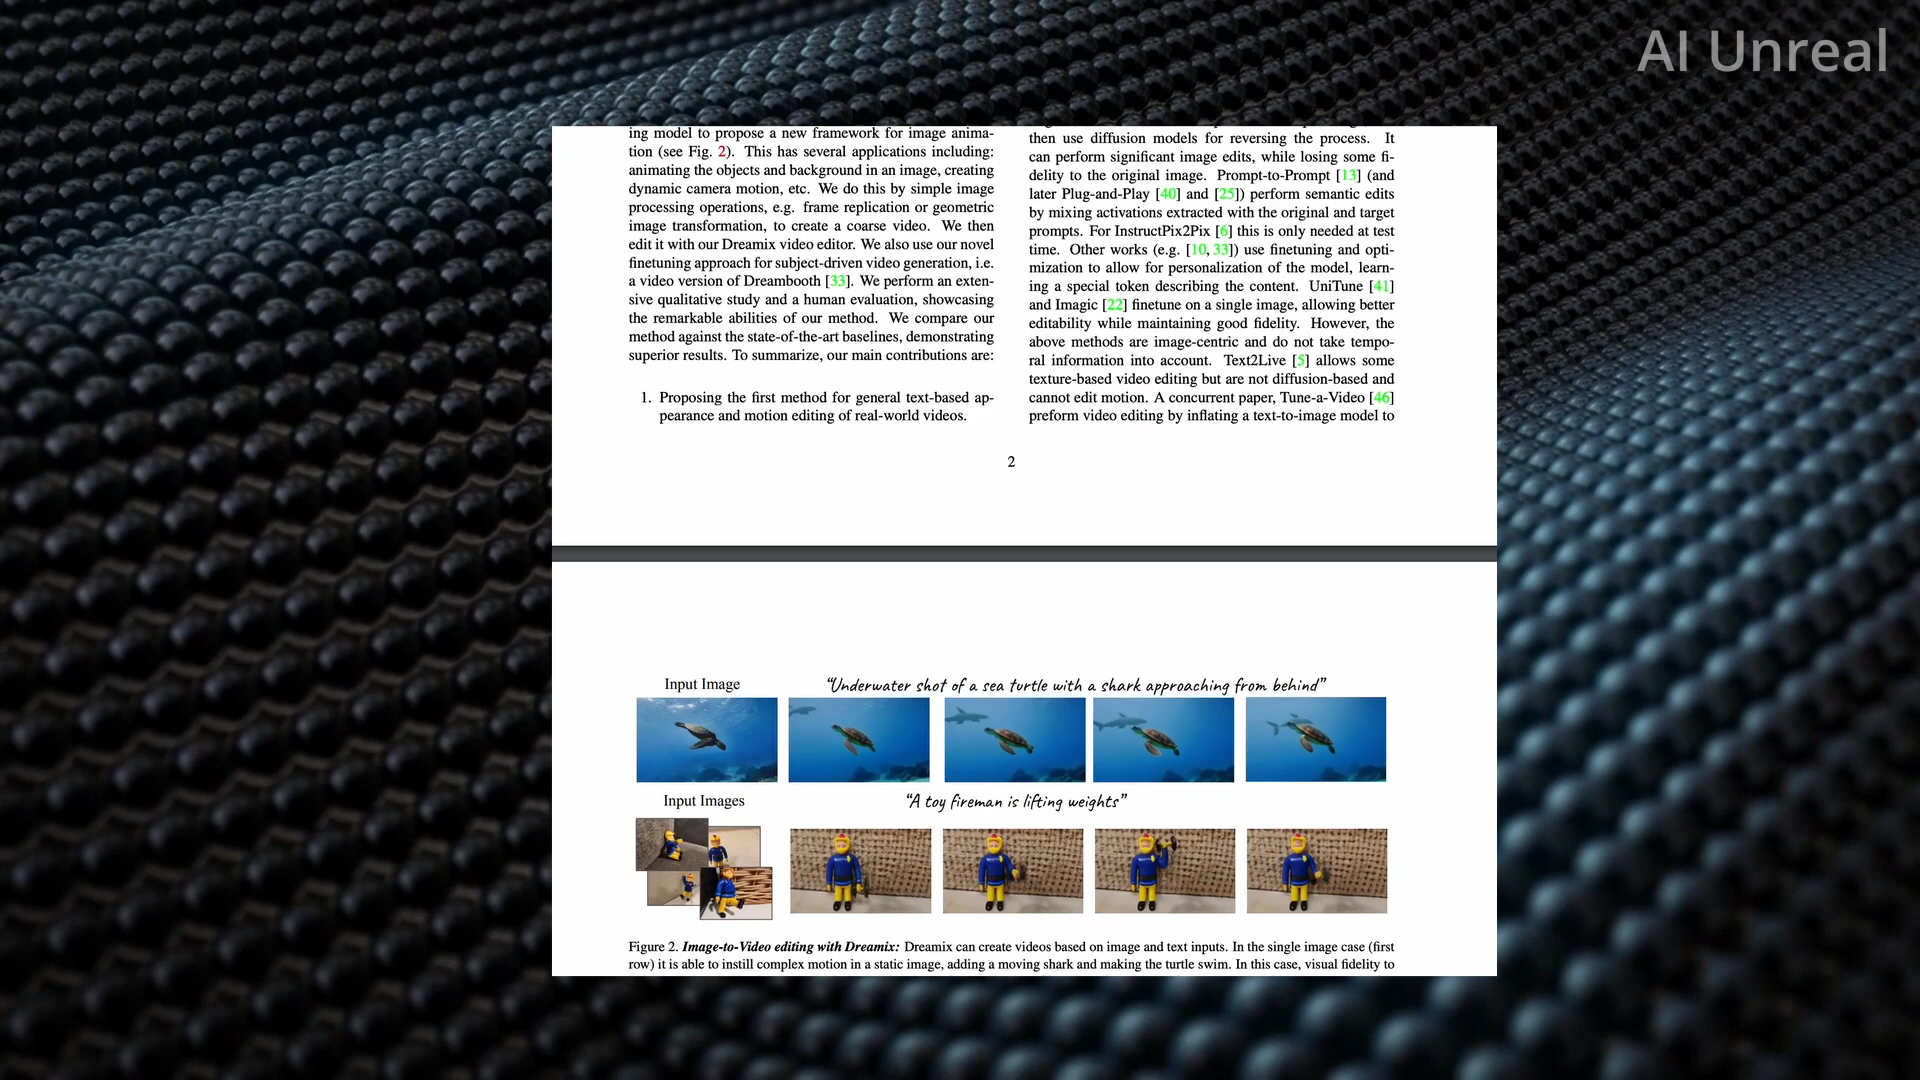 AI Unreal
ing model to propose a new framework for image anima-
tion (see Fig. 2). This has several applications including:
animating the objects and background in an image, creating
dynamic camera motion, etc. We do this by simple image
processing operations, e.g. frame replication or geometric
image transformation, to create a coarse video. We then
edit it with our Dreamix video editor. We also use our novel
finetuning approach for subject-driven video generation, i.e.
a video version of Dreambooth [33]. We perform an exten-
sive qualitative study and a human evaluation, showcasing
the remarkable abilities of our method. We compare our
method against the state-of-the-art baselines, demonstrating
superior results. To summarize, our main contributions are:
1. Proposing the first method for general text-based ap-
pearance and motion editing of real-world videos.
then use diffusion models for reversing the process. It
can perform significant image edits, while losing some fi-
delity to the original image. Prompt-to-Prompt [13] (and
later Plug-and-Play [40] and [25]) perform semantic edits
by mixing activations extracted with the original and target
prompts. For InstructPix2Pix [6] this is only needed at test
time. Other works (e.g. [10, 33]) use finetuning and opti-
mization to allow for personalization of the model, learn-
ing a special token describing the content. UniTune [41]
and Imagic [22] finetune on a single image, allowing better
editability while maintaining good fidelity. However, the
above methods are image-centric and do not take tempo-
ral information into account. Text2Live [5] allows some
texture-based video editing but are not diffusion-based and
cannot edit motion. A concurrent paper, Tune-a-Video [46]
preform video editing by inflating a text-to-image model to
2
Input Image
“Underwater shot of a sea turtle with a shark approaching from behind”
Input Images
“A toy fireman is lifting weights”
Figure 2. Image-to-Video editing with Dreamix: Dreamix can create videos based on image and text inputs. In the single image case (first
row) it is able to instill complex motion in a static image, adding a moving shark and making the turtle swim. In this case, visual fidelity to